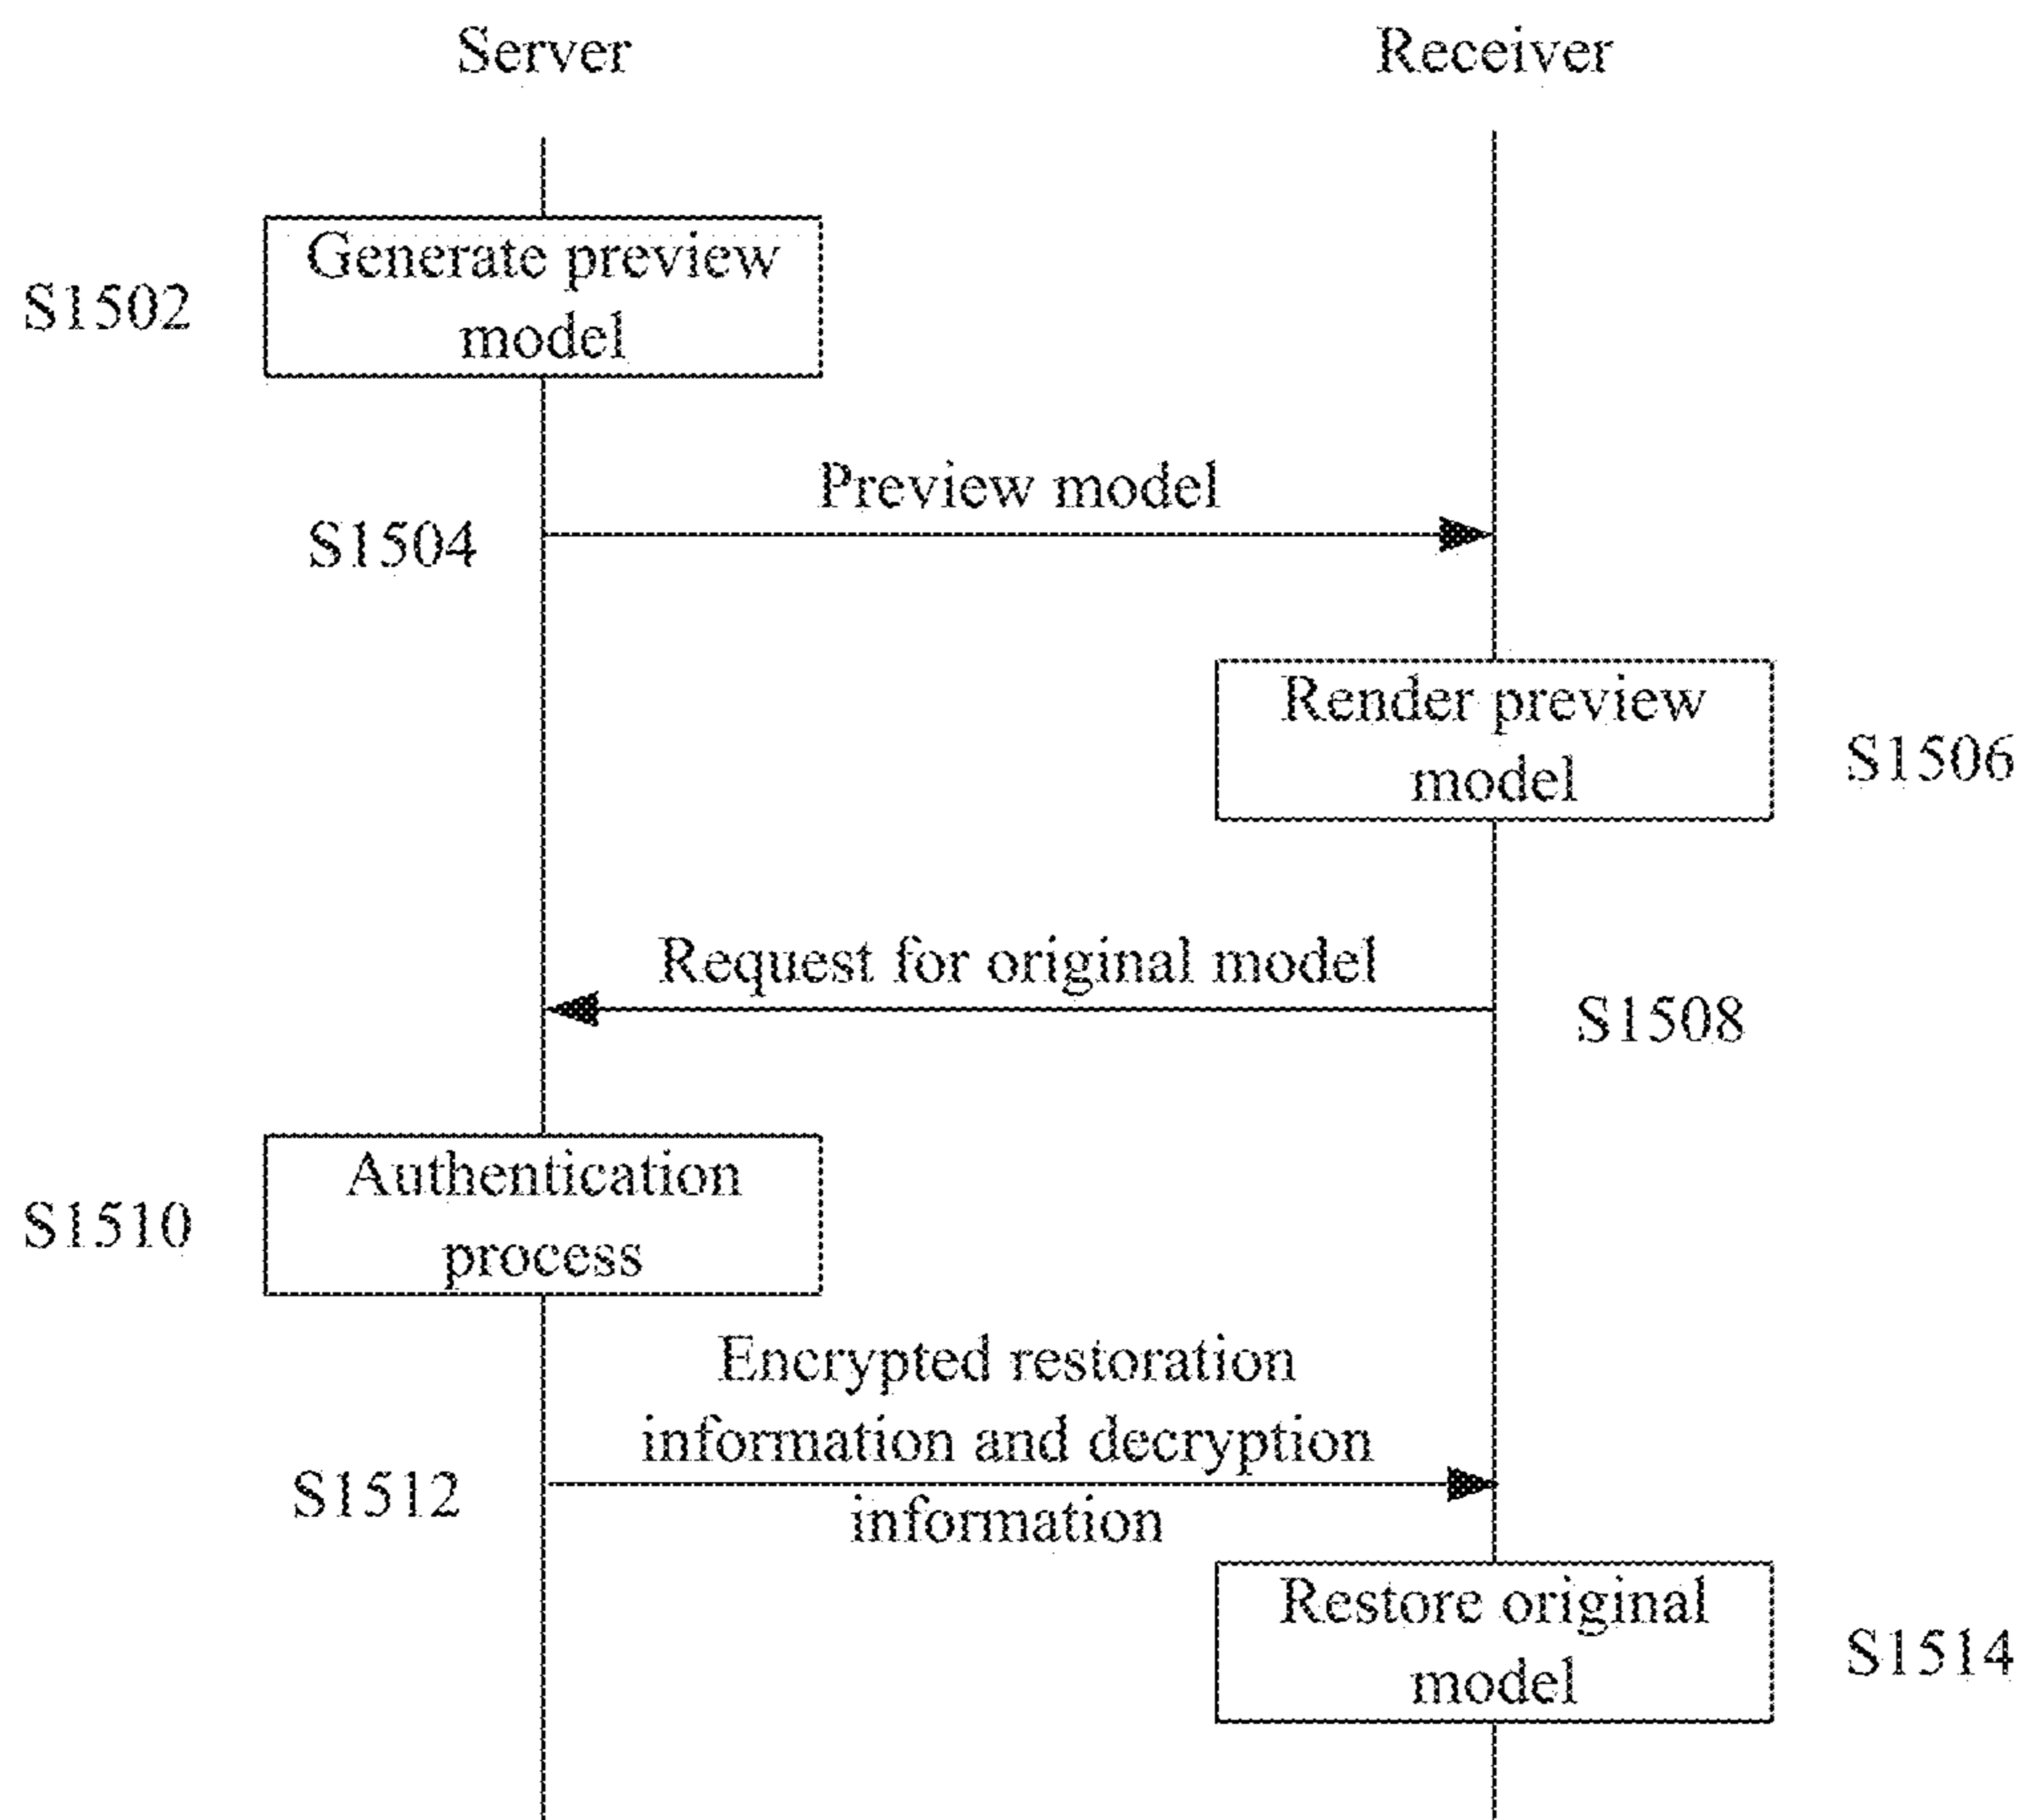 Server
Receiver
Generate preview
model
S1502
Preview model
S1504
Render preview
model
S1506
Request for original model
S1508
Authentication
process
S1510
Encrypted restoration
information and decryption
information
S1512
Restore original
model
S1514